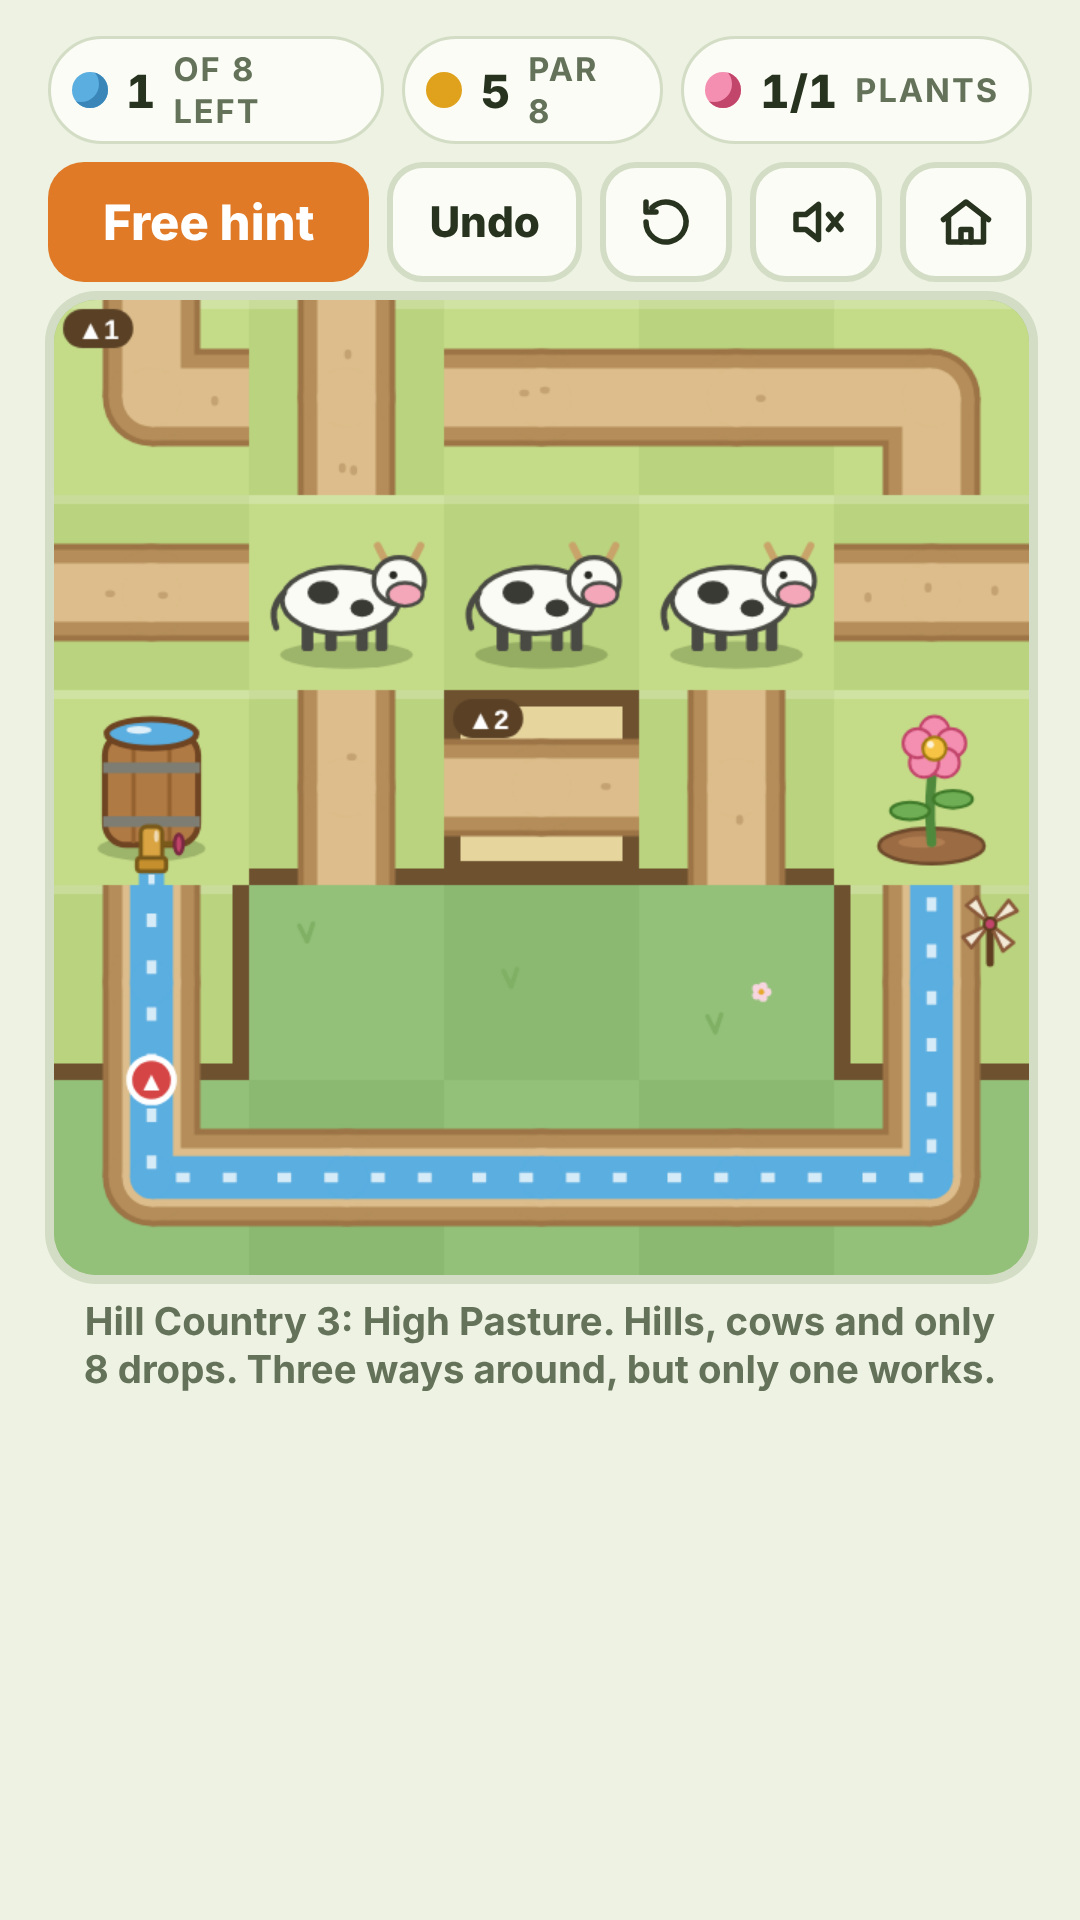 1 OF 8 LEFT
5 PAR 8
1/1 PLANTS
Free hint
Undo
▲1
▲2
▲
Hill Country 3: High Pasture. Hills, cows and only
8 drops. Three ways around, but only one works.